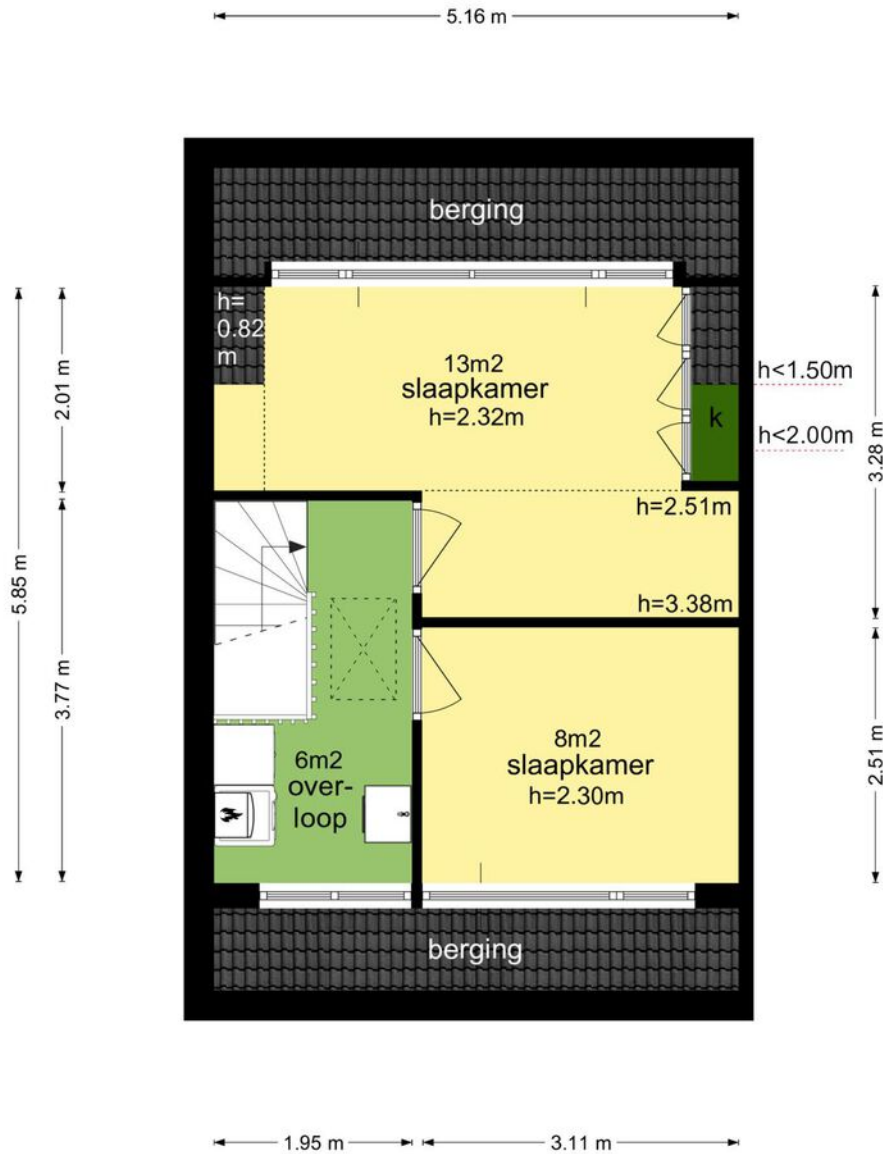 5.16 m
berging
h=
0.82
m
13m2
slaapkamer
h=2.32m
h<1.50m
k
h<2.00m
2.01 m
3.28 m
h=2.51m
h=3.38m
5.85 m
3.77 m
8m2
slaapkamer
h=2.30m
2.51 m
6m2
over-
loop
berging
1.95 m
3.11 m